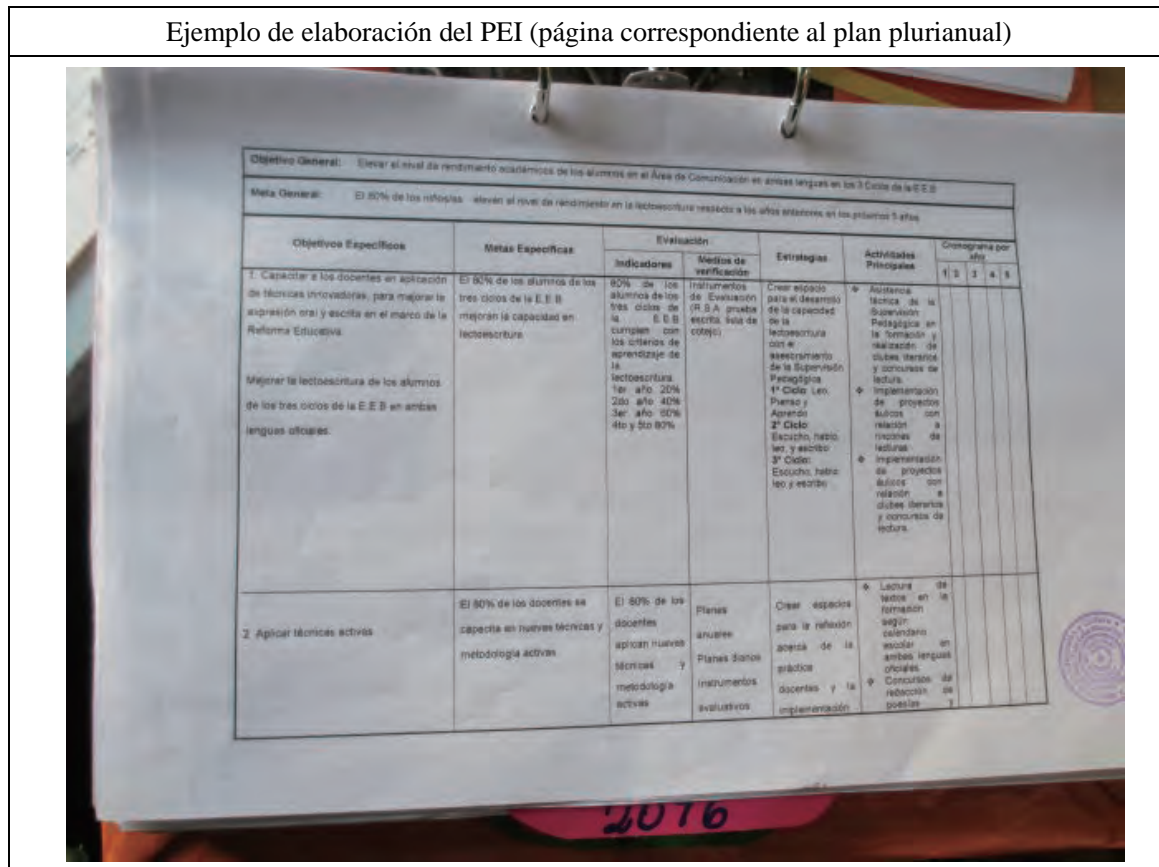 Ejemplo de elaboración del PEI (página correspondiente al plan plurianual)
Objetivo General: Elevar el nivel de rendimiento académicos de los alumnos en el Área de Comunicación en ambas lenguas en los 3 Ciclos de la E.E.B
Meta General: El 80% de los niños/as elevan el nivel de rendimiento en la lectoescritura respecto a los años anteriores en los próximos 5 años
Objetivos Específicos
Metas Específicas
Evaluación
Indicadores
Medios de
verificación
Estrategias
Actividades
Principales
Cronograma por
año
1 2 3 4 5
1. Capacitar a los docentes en aplicación
de técnicas innovadoras, para mejorar la
expresión oral y escrita en el marco de la
Reforma Educativa.
Mejorar la lectoescritura de los alumnos
de los tres ciclos de la E.E.B en ambas
lenguas oficiales.
El 80% de los alumnos de los
tres ciclos de la E.E.B
mejoran la capacidad en
lectoescritura
80% de los
alumnos de los
tres ciclos de
la E.E.B
cumplen con
los criterios de
aprendizaje de
la
lectoescritura
1er año 20%
2do año 40%
3er año 60%
4to y 5to 80%
Instrumentos
de Evaluación
(R.S.A prueba
escrita, lista de
cotejo)
Crear espacio
para el desarrollo
de la capacidad
de la
lectoescritura
con el
asesoramiento
de la Supervisión
Pedagógica
1° Ciclo: Leo,
Pienso y
Aprendo
2° Ciclo:
Escucho, hablo,
leo, y escribo
3° Ciclo:
Escucho, hablo
leo y escribo
❖ Asistencia
técnica de la
Supervisión
Pedagógica en
la formación y
realización de
clubes literarios
y concursos de
lectura.
❖ Implementación
de proyectos
áulicos con
relación a
rincones de
lecturas
❖ Implementación
de proyectos
áulicos con
relación a
clubes literarios
y concursos de
lectura.
2 Aplicar técnicas activas
El 80% de los docentes se
capacita en nuevas técnicas y
metodología activas
El 80% de los
docentes
aplican nuevas
técnicas y
metodología
activas
Planes
anuales
Planes diarios
Instrumentos
evaluativos
Crear espacios
para la reflexión
acerca de la
práctica
docentes y la
implementación
❖ Lectura de
textos en la
formación
según
calendario
escolar en
ambas lenguas
oficiales.
❖ Concursos de
redacción de
poesías y
2016